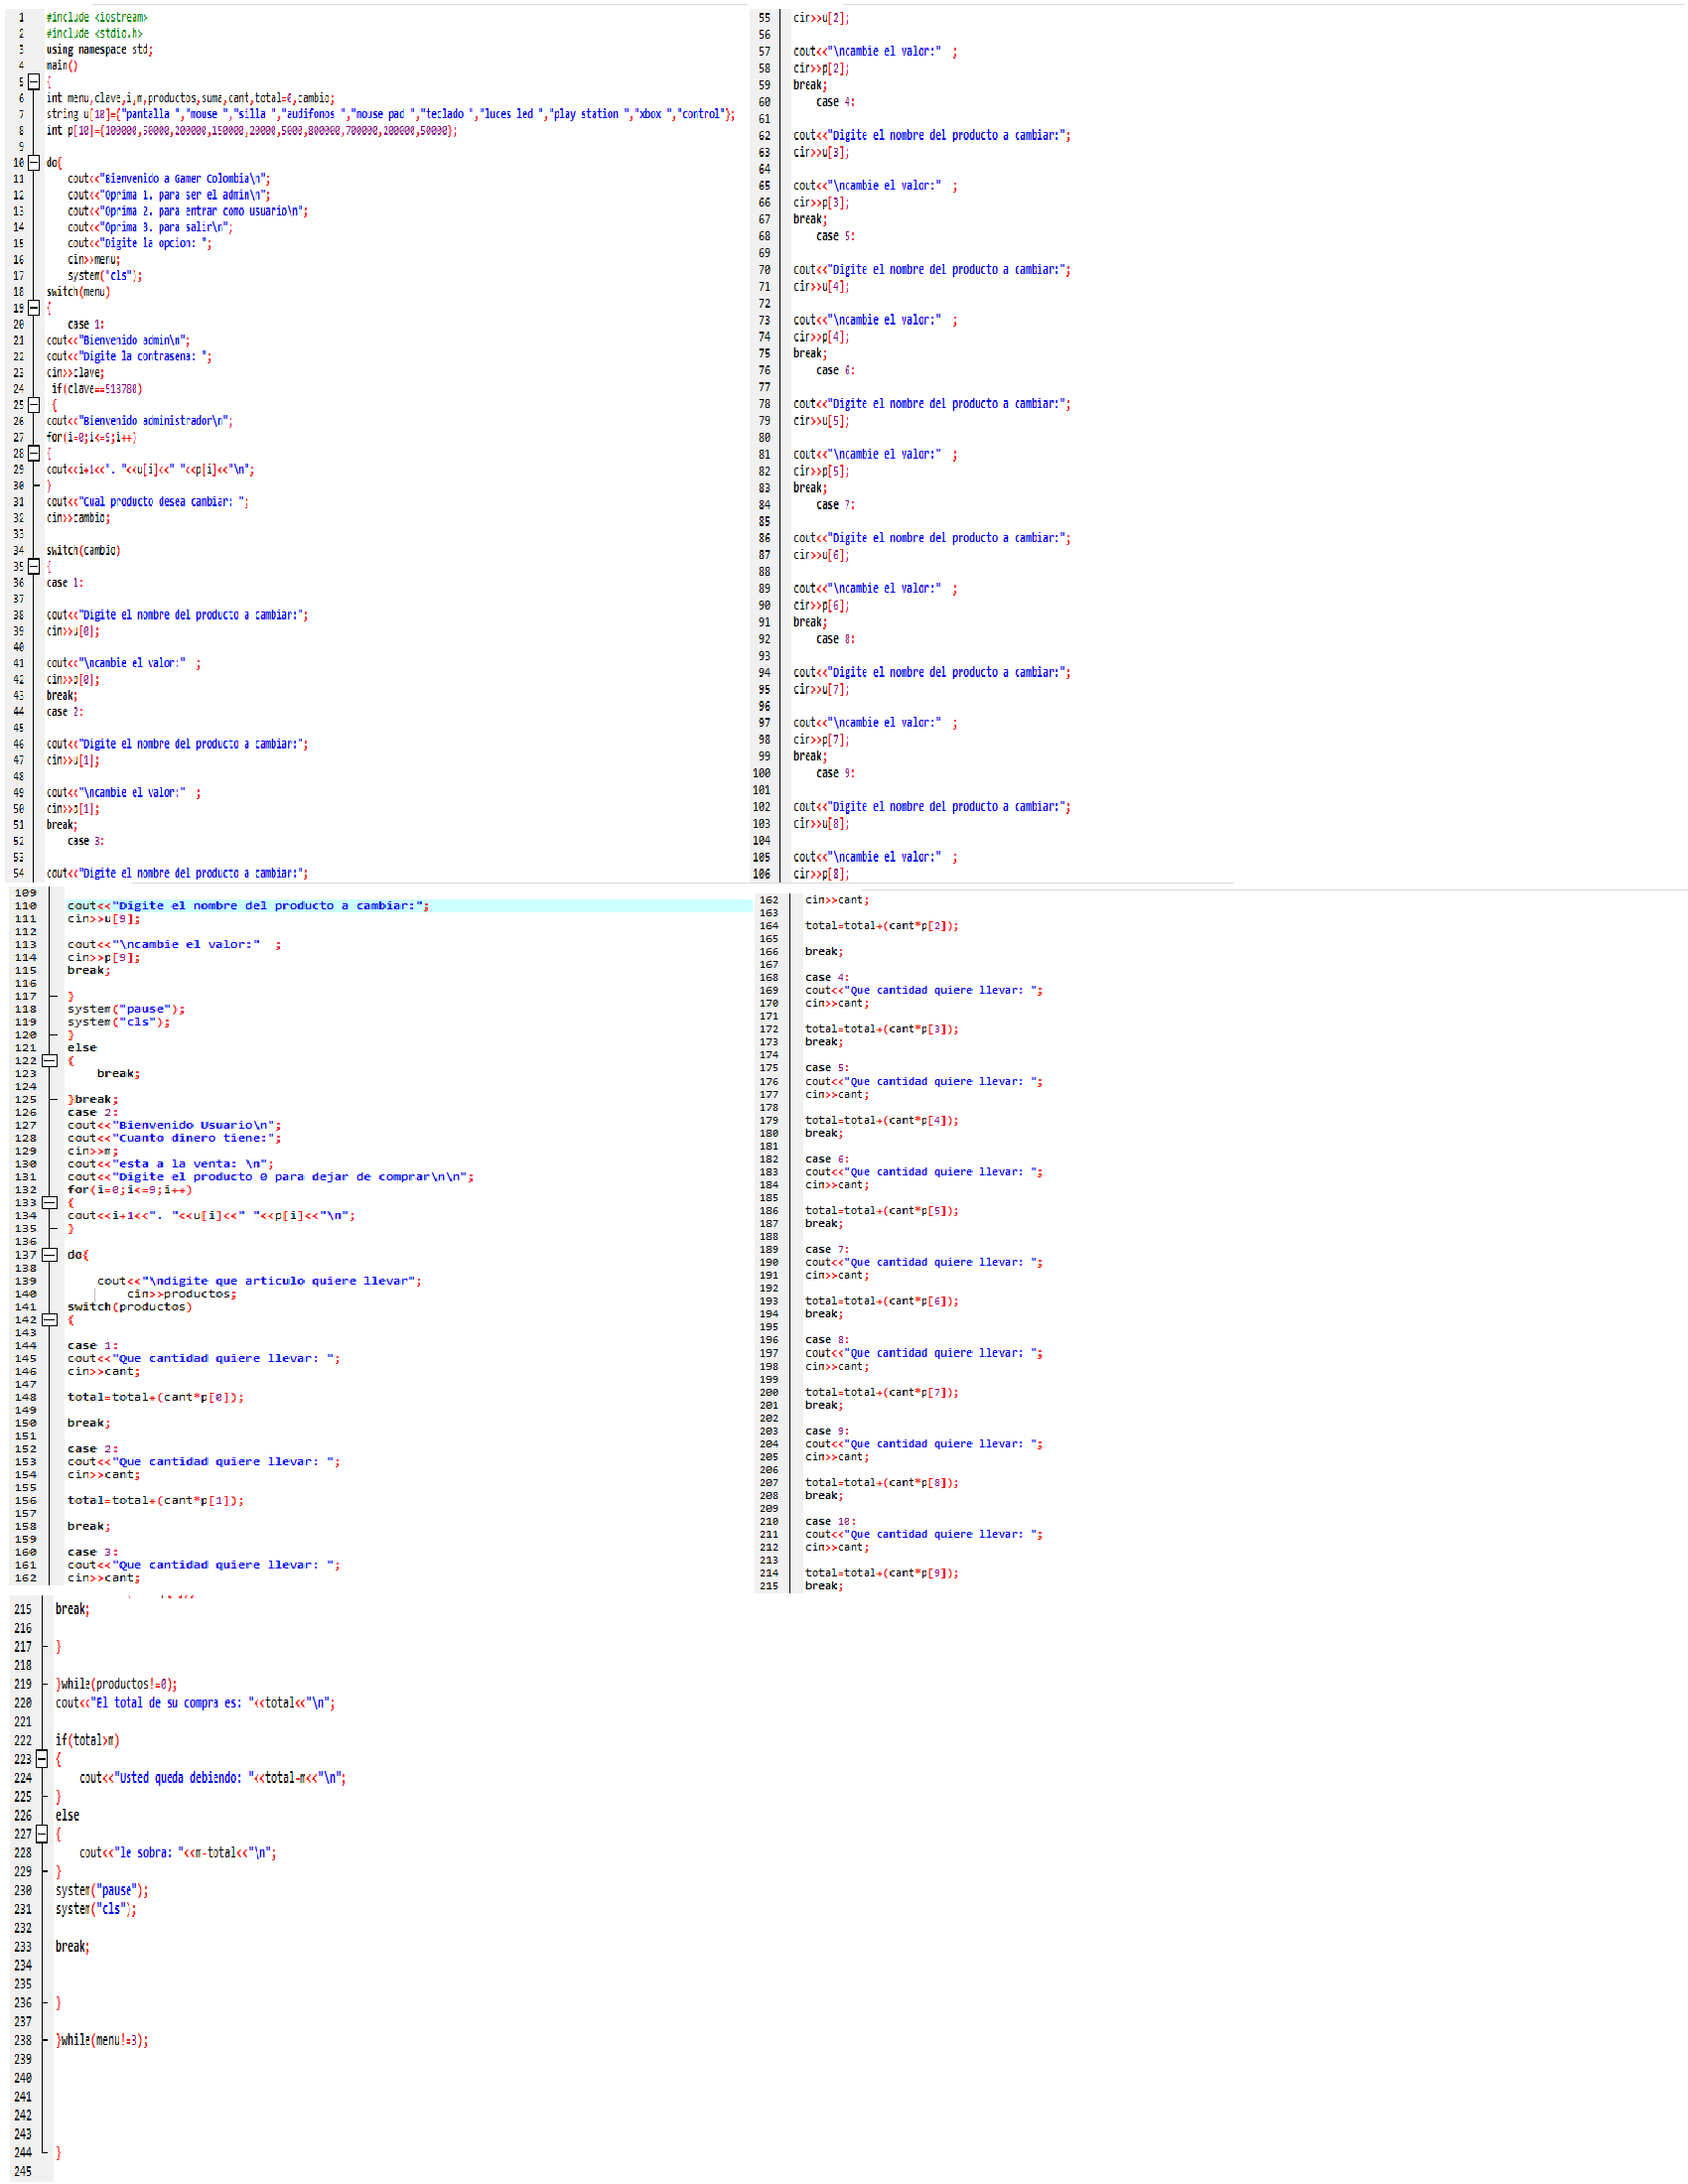 1 #include <iostream>
2 #include <stdio.h>
3 using namespace std;
4 main()
5 {
6 int menu,clave,i,m,productos,suma,cant,total=0,cambio;
7 string u[10]={"pantalla ","mouse ","silla ","audifonos ","mouse pad ","teclado ","luces led ","play station ","xbox ","control"};
8 int p[10]={100000,50000,200000,150000,20000,5000,800000,700000,200000,50000};
9
10 do{
11 cout<<"Bienvenido a Gamer Colombia\n";
12 cout<<"Oprima 1. para ser el admin\n";
13 cout<<"Oprima 2. para entrar como usuario\n";
14 cout<<"Oprima 3. para salir\n";
15 cout<<"Digite la opcion: ";
16 cin>>menu;
17 system("cls");
18 switch(menu)
19 {
20 case 1:
21 cout<<"Bienvenido admin\n";
22 cout<<"Digite la contrasena: ";
23 cin>>clave;
24 if(clave==513780)
25 {
26 cout<<"Bienvenido administrador\n";
27 for(i=0;i<=9;i++)
28 {
29 cout<<i+1<<". "<<u[i]<<" "<<p[i]<<"\n";
30 }
31 cout<<"Cual producto desea cambiar: ";
32 cin>>cambio;
33
34 switch(cambio)
35 {
36 case 1:
37
38 cout<<"Digite el nombre del producto a cambiar:";
39 cin>>u[0];
40
41 cout<<"\ncambie el valor:" ;
42 cin>>p[0];
43 break;
44 case 2:
45
46 cout<<"Digite el nombre del producto a cambiar:";
47 cin>>u[1];
48
49 cout<<"\ncambie el valor:" ;
50 cin>>p[1];
51 break;
52 case 3:
53
54 cout<<"Digite el nombre del producto a cambiar:";
55 cin>>u[2];
56
57 cout<<"\ncambie el valor:" ;
58 cin>>p[2];
59 break;
60 case 4:
61
62 cout<<"Digite el nombre del producto a cambiar:";
63 cin>>u[3];
64
65 cout<<"\ncambie el valor:" ;
66 cin>>p[3];
67 break;
68 case 5:
69
70 cout<<"Digite el nombre del producto a cambiar:";
71 cin>>u[4];
72
73 cout<<"\ncambie el valor:" ;
74 cin>>p[4];
75 break;
76 case 6:
77
78 cout<<"Digite el nombre del producto a cambiar:";
79 cin>>u[5];
80
81 cout<<"\ncambie el valor:" ;
82 cin>>p[5];
83 break;
84 case 7:
85
86 cout<<"Digite el nombre del producto a cambiar:";
87 cin>>u[6];
88
89 cout<<"\ncambie el valor:" ;
90 cin>>p[6];
91 break;
92 case 8:
93
94 cout<<"Digite el nombre del producto a cambiar:";
95 cin>>u[7];
96
97 cout<<"\ncambie el valor:" ;
98 cin>>p[7];
99 break;
100 case 9:
101
102 cout<<"Digite el nombre del producto a cambiar:";
103 cin>>u[8];
104
105 cout<<"\ncambie el valor:" ;
106 cin>>p[8];
109
110 cout<<"Digite el nombre del producto a cambiar:";
111 cin>>u[9];
112
113 cout<<"\ncambie el valor:" ;
114 cin>>p[9];
115 break;
116
117 }
118 system("pause");
119 system("cls");
120 }
121 else
122 {
123 break;
124
125 }break;
126 case 2:
127 cout<<"Bienvenido Usuario\n";
128 cout<<"Cuanto dinero tiene:";
129 cin>>m;
130 cout<<"esta a la venta: \n";
131 cout<<"Digite el producto 0 para dejar de comprar\n\n";
132 for(i=0;i<=9;i++)
133 {
134 cout<<i+1<<". "<<u[i]<<" "<<p[i]<<"\n";
135 }
136
137 do{
138
139 cout<<"\ndigite que articulo quiere llevar";
140 cin>>productos;
141 switch(productos)
142 {
143
144 case 1:
145 cout<<"Que cantidad quiere llevar: ";
146 cin>>cant;
147
148 total=total+(cant*p[0]);
149
150 break;
151
152 case 2:
153 cout<<"Que cantidad quiere llevar: ";
154 cin>>cant;
155
156 total=total+(cant*p[1]);
157
158 break;
159
160 case 3:
161 cout<<"Que cantidad quiere llevar: ";
162 cin>>cant;
162 cin>>cant;
163
164 total=total+(cant*p[2]);
165
166 break;
167
168 case 4:
169 cout<<"Que cantidad quiere llevar: ";
170 cin>>cant;
171
172 total=total+(cant*p[3]);
173 break;
174
175 case 5:
176 cout<<"Que cantidad quiere llevar: ";
177 cin>>cant;
178
179 total=total+(cant*p[4]);
180 break;
181
182 case 6:
183 cout<<"Que cantidad quiere llevar: ";
184 cin>>cant;
185
186 total=total+(cant*p[5]);
187 break;
188
189 case 7:
190 cout<<"Que cantidad quiere llevar: ";
191 cin>>cant;
192
193 total=total+(cant*p[6]);
194 break;
195
196 case 8:
197 cout<<"Que cantidad quiere llevar: ";
198 cin>>cant;
199
200 total=total+(cant*p[7]);
201 break;
202
203 case 9:
204 cout<<"Que cantidad quiere llevar: ";
205 cin>>cant;
206
207 total=total+(cant*p[8]);
208 break;
209
210 case 10:
211 cout<<"Que cantidad quiere llevar: ";
212 cin>>cant;
213
214 total=total+(cant*p[9]);
215 break;
215 break;
216
217 }
218
219 }while(productos!=0);
220 cout<<"El total de su compra es: "<<total<<"\n";
221
222 if(total>m)
223 {
224 cout<<"Usted queda debiendo: "<<total-m<<"\n";
225 }
226 else
227 {
228 cout<<"le sobra: "<<m-total<<"\n";
229 }
230 system("pause");
231 system("cls");
232
233 break;
234
235
236 }
237
238 }while(menu!=3);
239
240
241
242
243
244 }
245